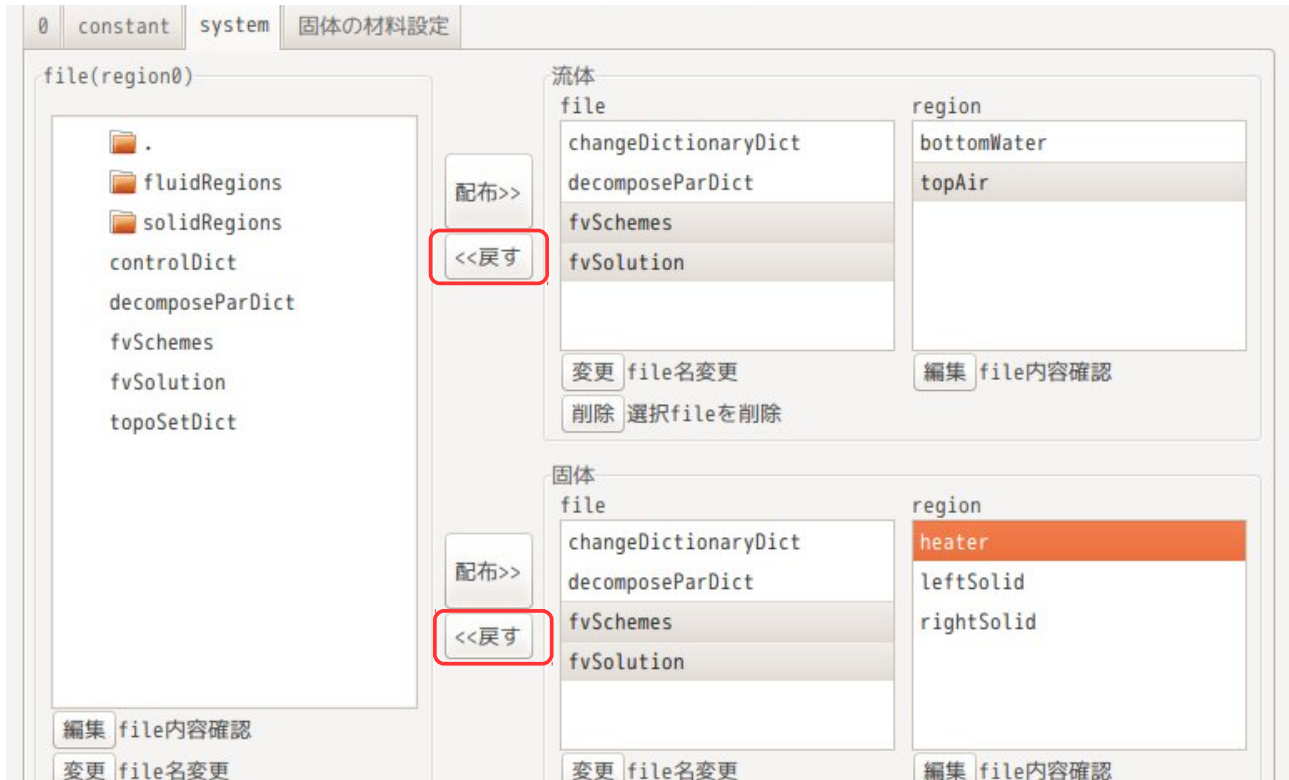 0 constant system 固体の材料設定
file(region0)
.
fluidRegions
solidRegions
controlDict
decomposeParDict
fvSchemes
fvSolution
topoSetDict
編集 file内容確認
変更 file名変更
配布>>
<<戻す
配布>>
<<戻す
流体
file
changeDictionaryDict
decomposeParDict
fvSchemes
fvSolution
変更 file名変更
削除 選択fileを削除
region
bottomWater
topAir
編集 file内容確認
固体
file
changeDictionaryDict
decomposeParDict
fvSchemes
fvSolution
変更 file名変更
region
heater
leftSolid
rightSolid
編集 file内容確認